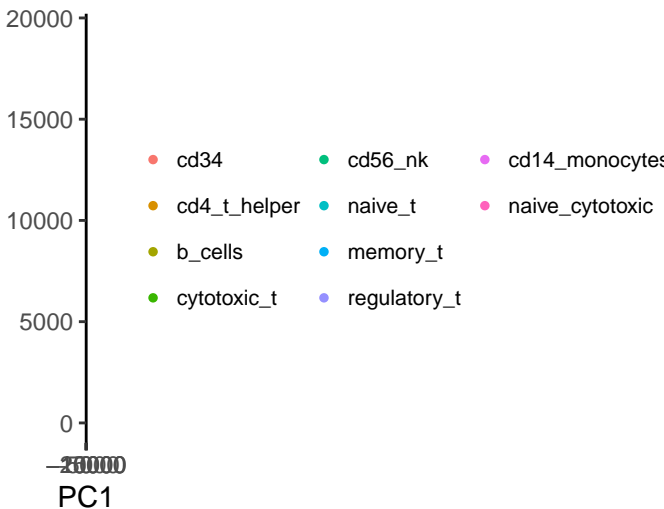 20000
15000
cd34 cd56_nk cd14_monocytes
cd4_t_helper naive_t naive_cytotoxic
10000
b_cells memory_t
cytotoxic_t regulatory_t
5000
0
PC1